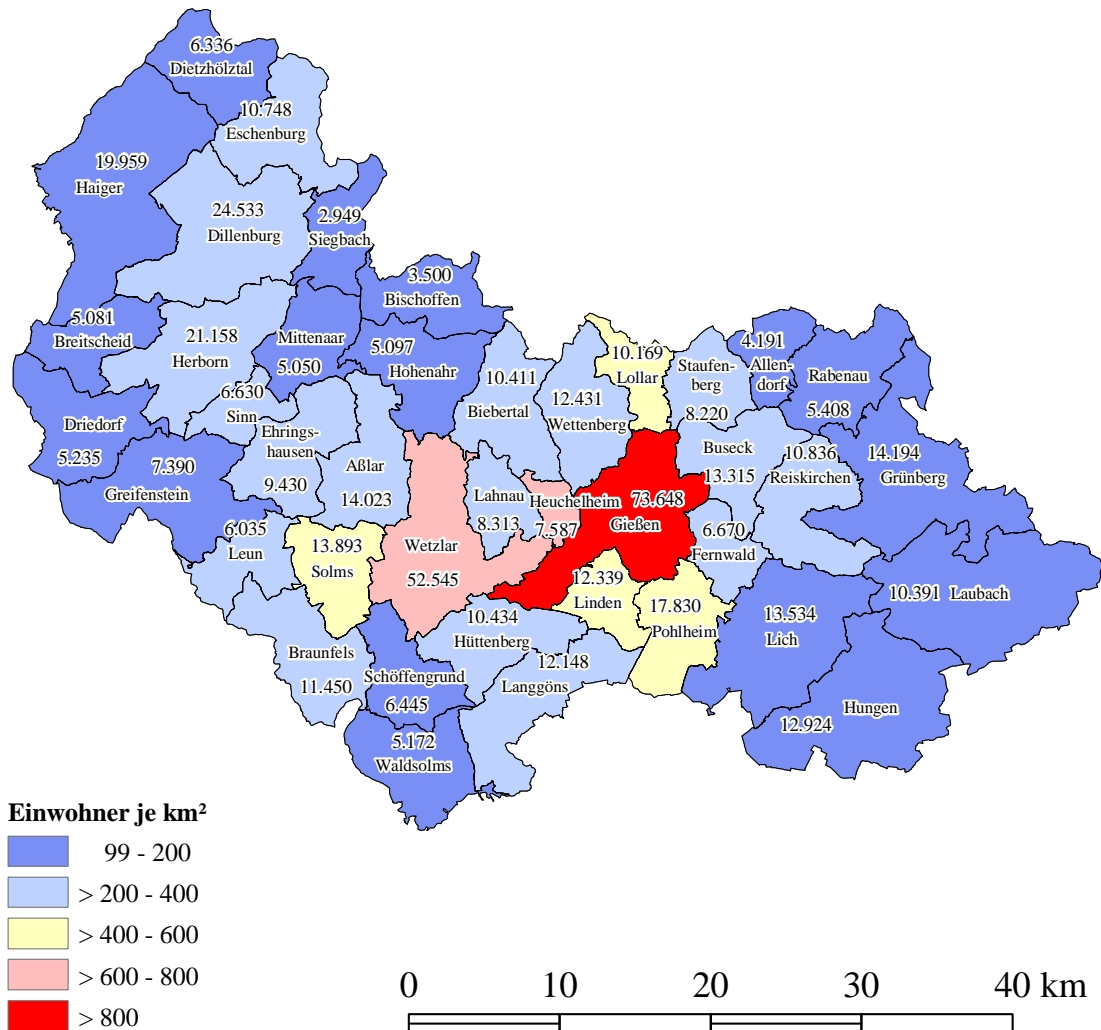 6.336
Dietzhölztal
10.748
Eschenburg
19.959
Haiger
24.533
Dillenburg
2.949
Siegbach
3.500
Bischoffen
5.081
Breitscheid
21.158
Herborn
Mittenaar
5.050
5.097
Hohenahr
10.411
Biebertal
12.431
Wettenberg
10.169
Lollar
Staufen-
berg
8.220
4.191
Allen-
dorf
Rabenau
5.408
6.630
Sinn
Driedorf
5.235
7.390
Greifenstein
Ehrings-
hausen
9.430
Aßlar
14.023
Lahnau
8.313
Heuchelheim
7.587
73.648
Gießen
Buseck
13.315
10.836
Reiskirchen
14.194
Grünberg
6.035
Leun
13.893
Solms
Wetzlar
52.545
6.670
Fernwald
12.339
Linden
17.830
Pohlheim
13.534
Lich
10.391
Laubach
10.434
Hüttenberg
12.148
Langgöns
Braunfels
11.450
Schöffengrund
6.445
5.172
Waldsolms
Hungen
12.924
Einwohner je km²
99 - 200
> 200 - 400
> 400 - 600
> 600 - 800
> 800
0 10 20 30 40 km